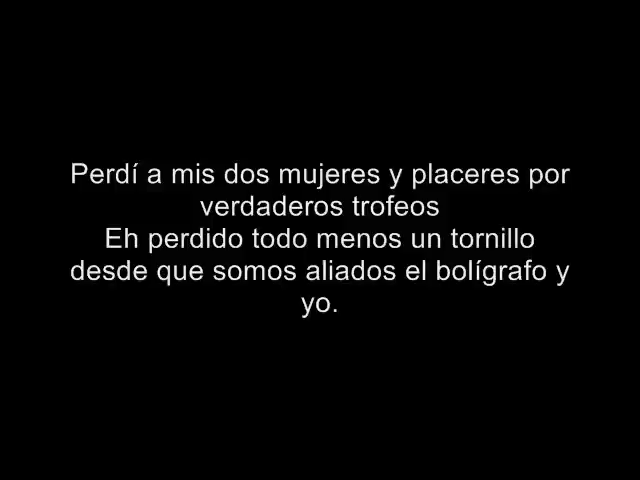 Perdí a mis dos mujeres y placeres por
verdaderos trofeos
Eh perdido todo menos un tornillo
desde que somos aliados el bolígrafo y
yo.